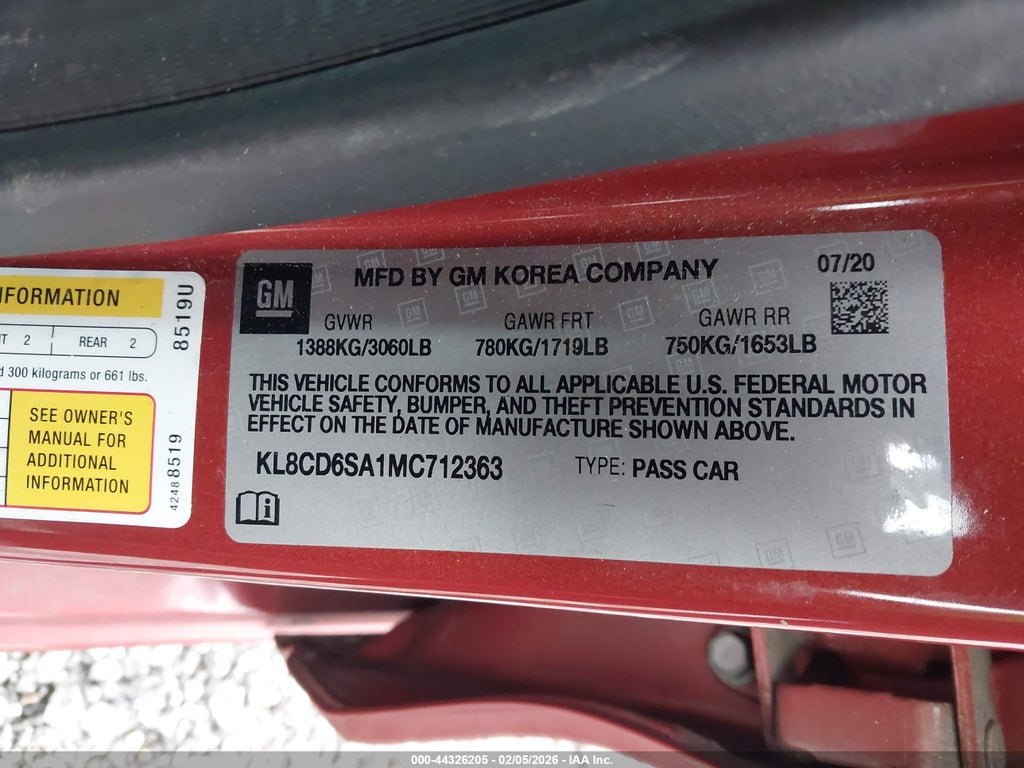 NFORMATION
T 2 REAR 2
d 300 kilograms or 661 lbs.
SEE OWNER'S
MANUAL FOR
ADDITIONAL
INFORMATION
8519U
42488519
GM
MFD BY GM KOREA COMPANY
07/20
GVWR GAWR FRT GAWR RR
1388KG/3060LB 780KG/1719LB 750KG/1653LB
THIS VEHICLE CONFORMS TO ALL APPLICABLE U.S. FEDERAL MOTOR
VEHICLE SAFETY, BUMPER, AND THEFT PREVENTION STANDARDS IN
EFFECT ON THE DATE OF MANUFACTURE SHOWN ABOVE.
KL8CD6SA1MC712363 TYPE: PASS CAR
000-44326205 - 02/05/2026 - IAA Inc.